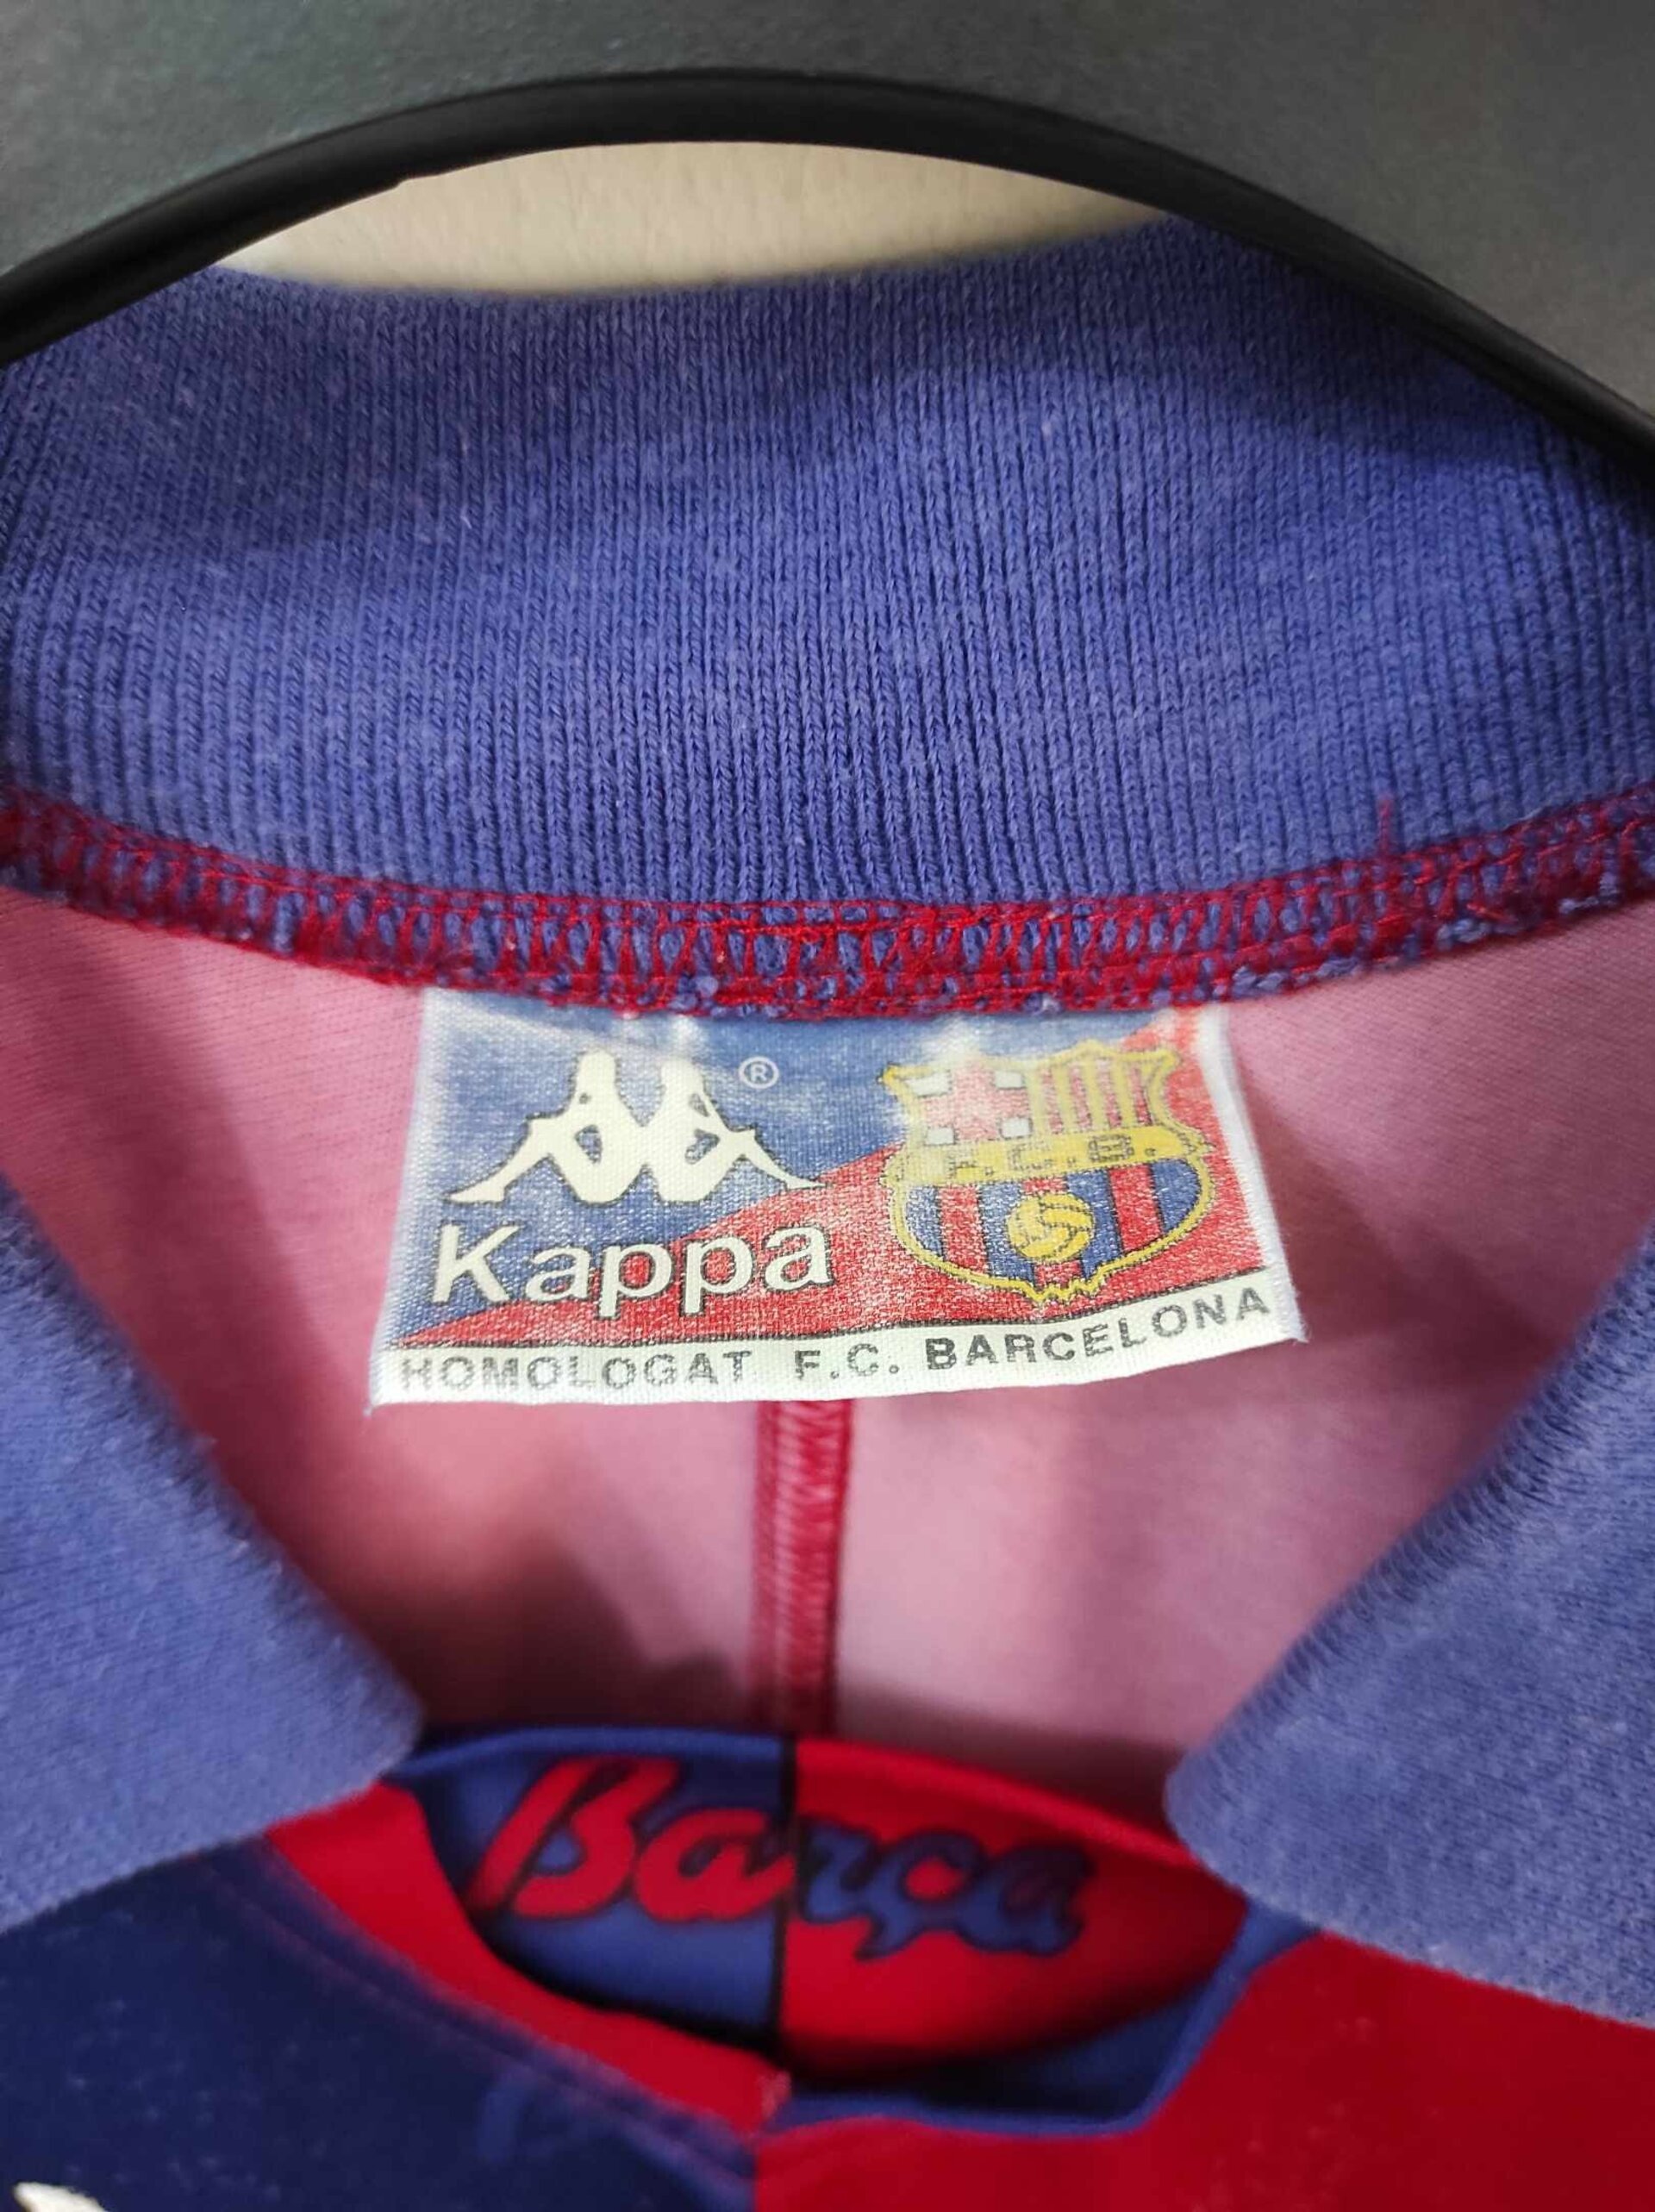 ®
Kappa
F.C.B.
HOMOLOGAT F.C. BARCELONA
Barça